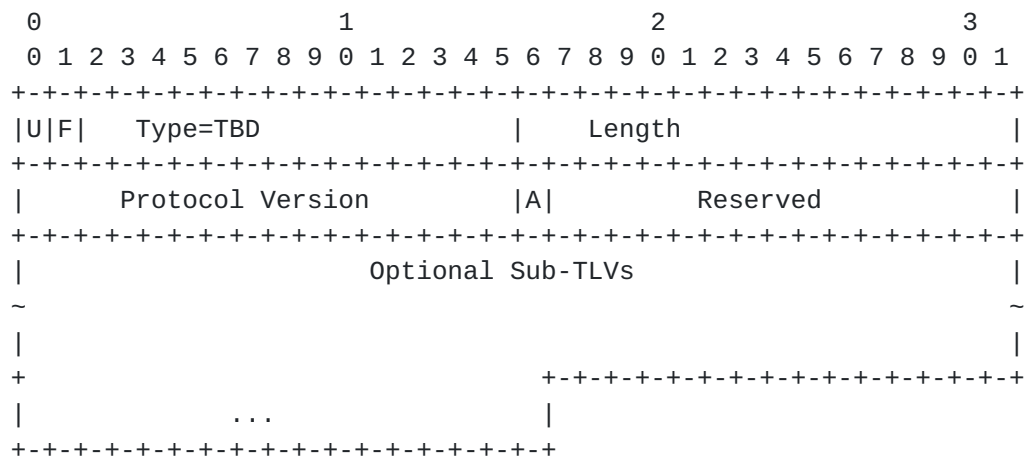 0                   1                   2                   3
 0 1 2 3 4 5 6 7 8 9 0 1 2 3 4 5 6 7 8 9 0 1 2 3 4 5 6 7 8 9 0 1
+-+-+-+-+-+-+-+-+-+-+-+-+-+-+-+-+-+-+-+-+-+-+-+-+-+-+-+-+-+-+-+-+
|U|F|   Type=TBD                |    Length                     |
+-+-+-+-+-+-+-+-+-+-+-+-+-+-+-+-+-+-+-+-+-+-+-+-+-+-+-+-+-+-+-+-+
|      Protocol Version         |A|         Reserved            |
+-+-+-+-+-+-+-+-+-+-+-+-+-+-+-+-+-+-+-+-+-+-+-+-+-+-+-+-+-+-+-+-+
|                      Optional Sub-TLVs                        |
~                                                               ~
|                                                               |
+                                 +-+-+-+-+-+-+-+-+-+-+-+-+-+-+-+
|             ...                 |
+-+-+-+-+-+-+-+-+-+-+-+-+-+-+-+-+-+